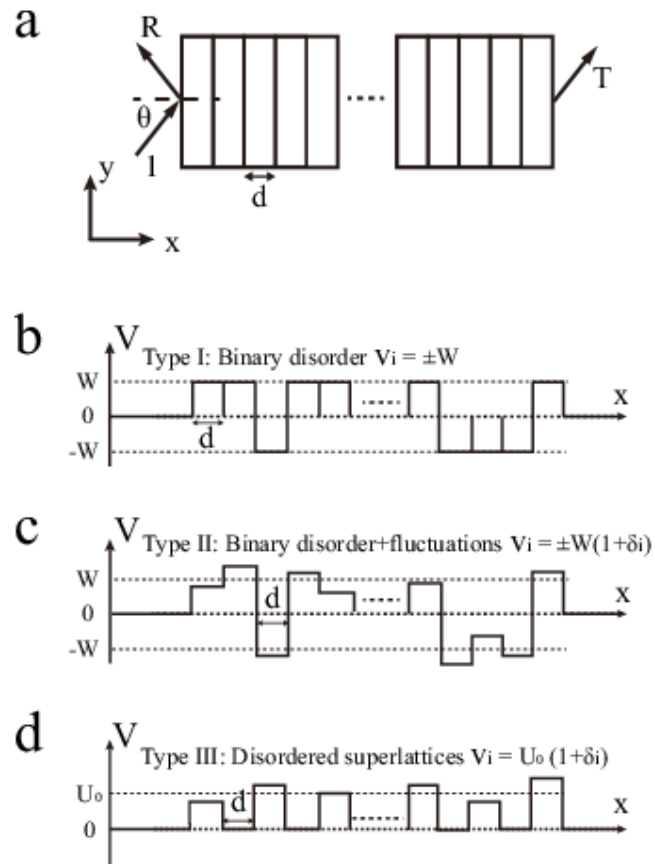 a
R
T
θ
1
y
d
x
b
V
Type I: Binary disorder Vi = ±W
W
x
0
d
-W
c
V
Type II: Binary disorder+fluctuations Vi = ±W(1+δi)
W
d
x
0
-W
d
V
Type III: Disordered superlattices Vi = U₀ (1+δi)
U₀
d
x
0